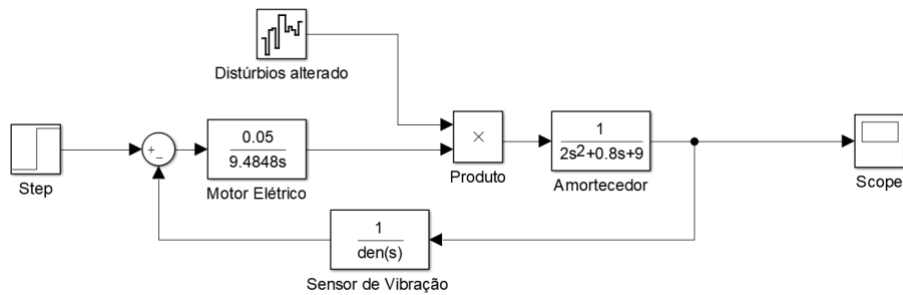 Distúrbios alterado
Step
+
−
0.05
9.4848s
Motor Elétrico
×
Produto
1
2s²+0.8s+9
Amortecedor
Scope
1
den(s)
Sensor de Vibração